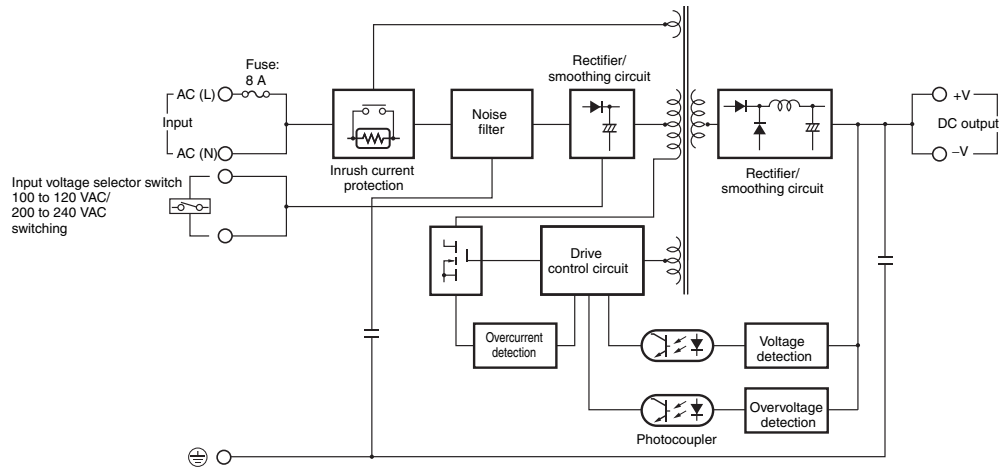 Fuse:
8 A
AC (L)
Input
AC (N)
Input voltage selector switch
100 to 120 VAC/
200 to 240 VAC
switching
Inrush current
protection
Noise
filter
Rectifier/
smoothing circuit
Rectifier/
smoothing circuit
+V
DC output
–V
Drive
control circuit
Overcurrent
detection
Voltage
detection
Overvoltage
detection
Photocoupler